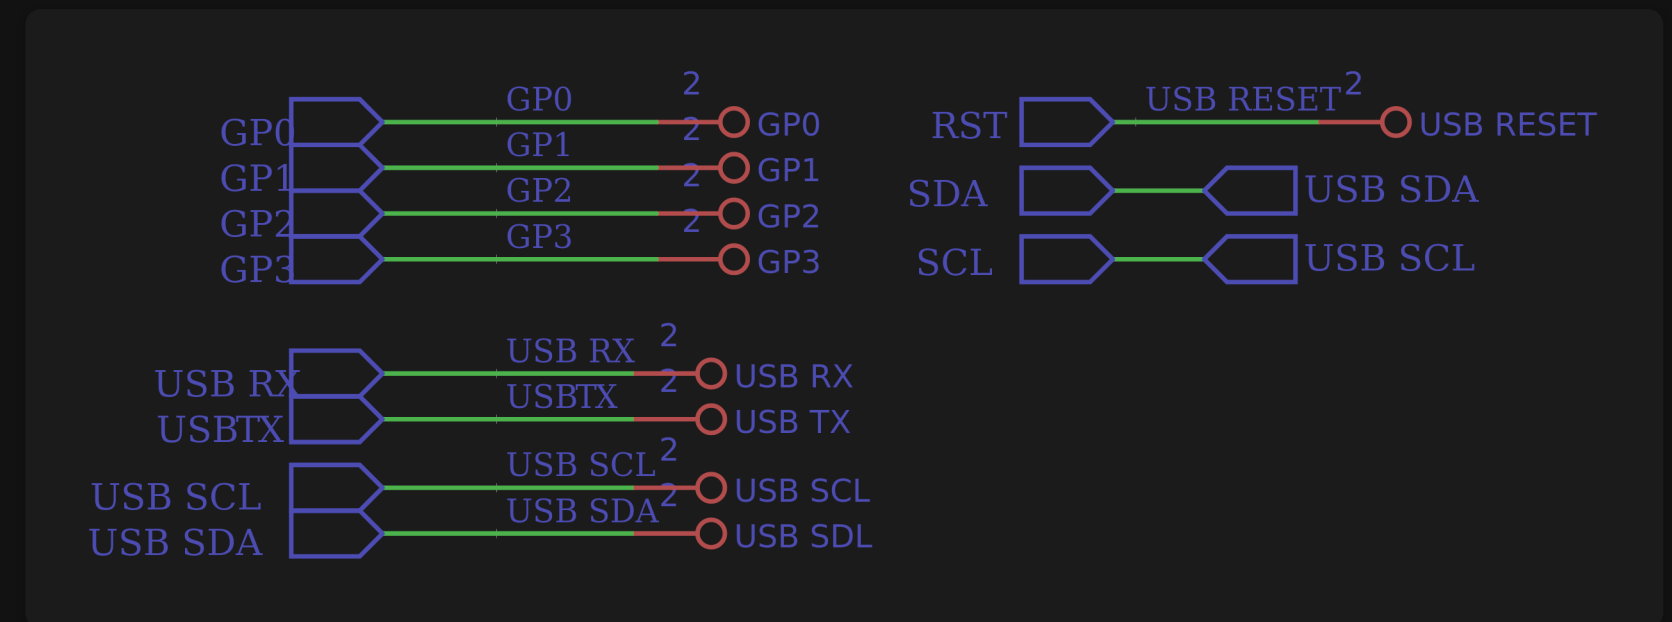 2
GP0 GP0 GP0
2
GP1 GP1 GP1
2
GP2 GP2 GP2
2
GP3 GP3 GP3
2
RST USB RESET USB RESET
SDA USB SDA
SCL USB SCL
2
USB RX USB RX USB RX
2
USBTX USBTX USB TX
2
USB SCL USB SCL USB SCL
2
USB SDA USB SDA USB SDL